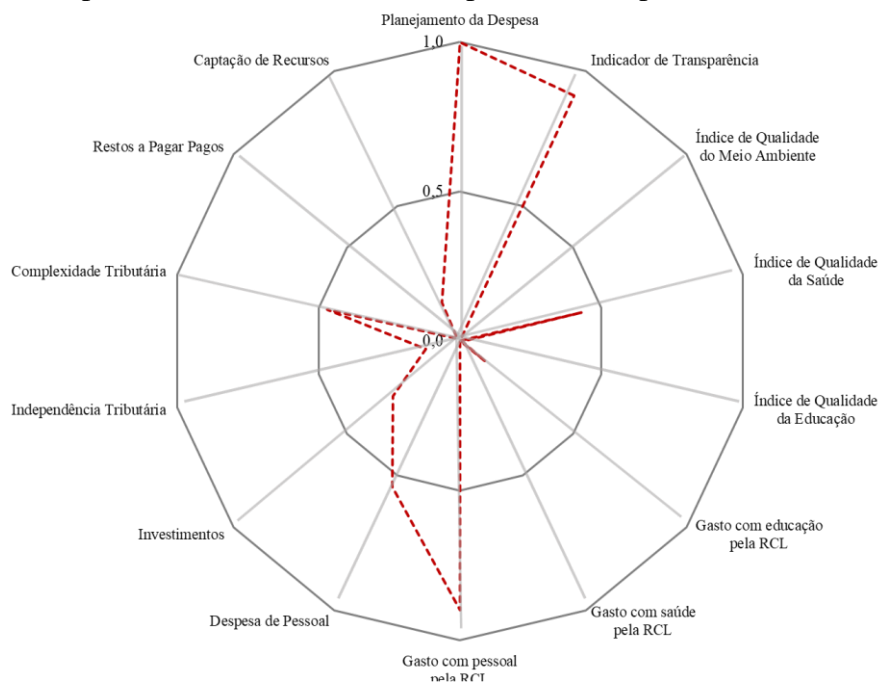 Planejamento da Despesa
1,0
Captação de Recursos
Indicador de Transparência
Restos a Pagar Pagos
Índice de Qualidade
do Meio Ambiente
0,5
Complexidade Tributária
Índice de Qualidade
da Saúde
0,0
Independência Tributária
Índice de Qualidade
da Educação
Investimentos
Gasto com educação
pela RCL
Despesa de Pessoal
Gasto com saúde
pela RCL
Gasto com pessoal
pela RCL